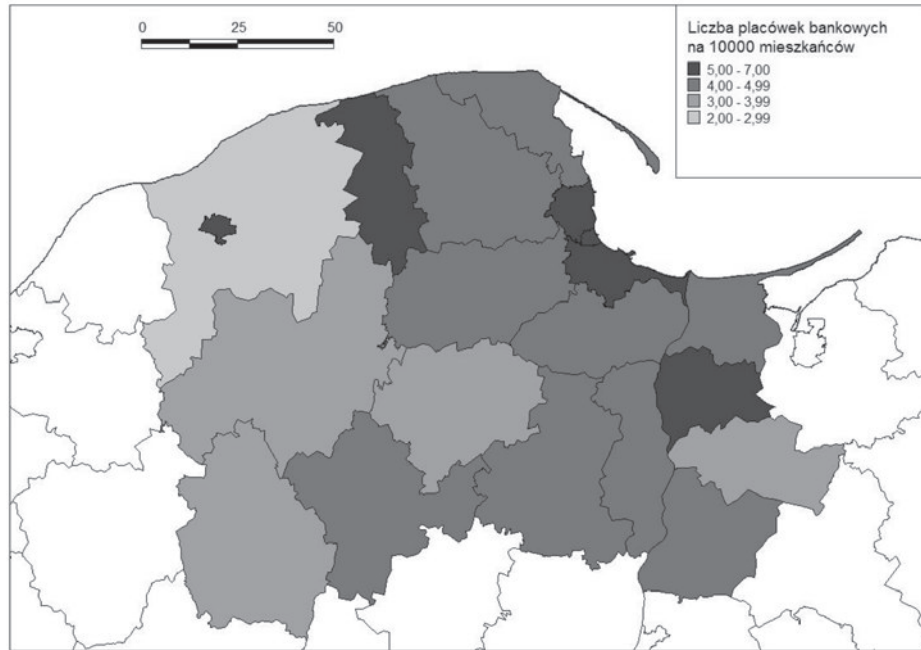 0 25 50
Liczba placówek bankowych
na 10000 mieszkańców
5,00 - 7,00
4,00 - 4,99
3,00 - 3,99
2,00 - 2,99